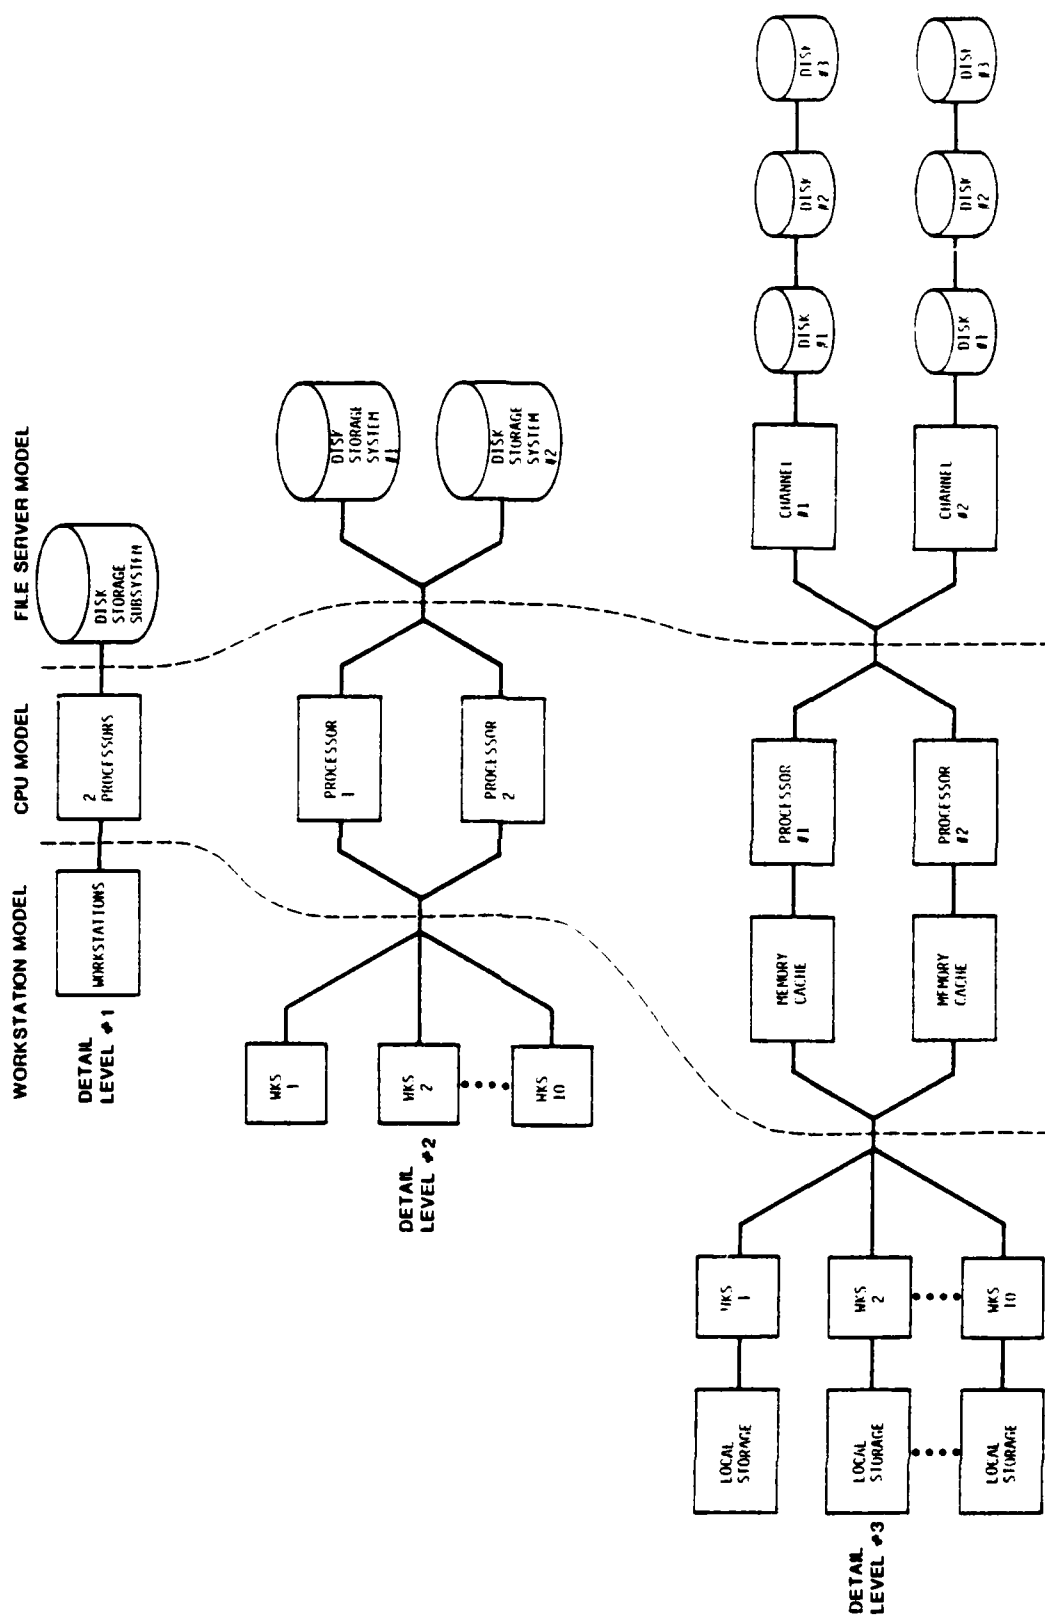 WORKSTATION MODEL
CPU MODEL
FILE SERVER MODEL
DETAIL
LEVEL #1
WORKSTATIONS
2
PROCESSORS
DISK
STORAGE
SUBSYSTEM
DETAIL
LEVEL #2
WKS
1
WKS
2
WKS
10
PROCESSOR
1
PROCESSOR
2
DISK
STORAGE
SYSTEM
#1
DISK
STORAGE
SYSTEM
#2
DETAIL
LEVEL #3
LOCAL
STORAGE
WKS
1
LOCAL
STORAGE
WKS
2
LOCAL
STORAGE
WKS
10
MEMORY
CACHE
PROCESSOR
#1
CHANNEL
#1
DISK
#1
DISK
#2
DISK
#3
MEMORY
CACHE
PROCESSOR
#2
CHANNEL
#2
DISK
#1
DISK
#2
DISK
#3